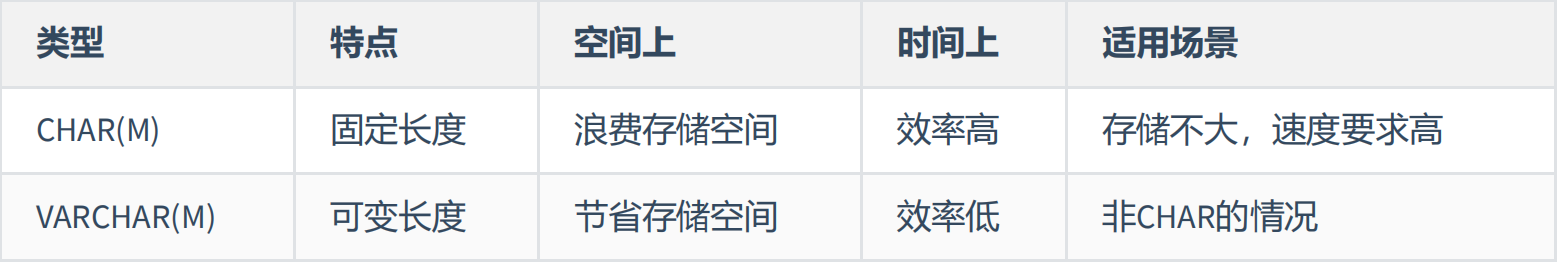 类型 特点 空间上 时间上 适用场景
CHAR(M) 固定长度 浪费存储空间 效率高 存储不大，速度要求高
VARCHAR(M) 可变长度 节省存储空间 效率低 非CHAR的情况